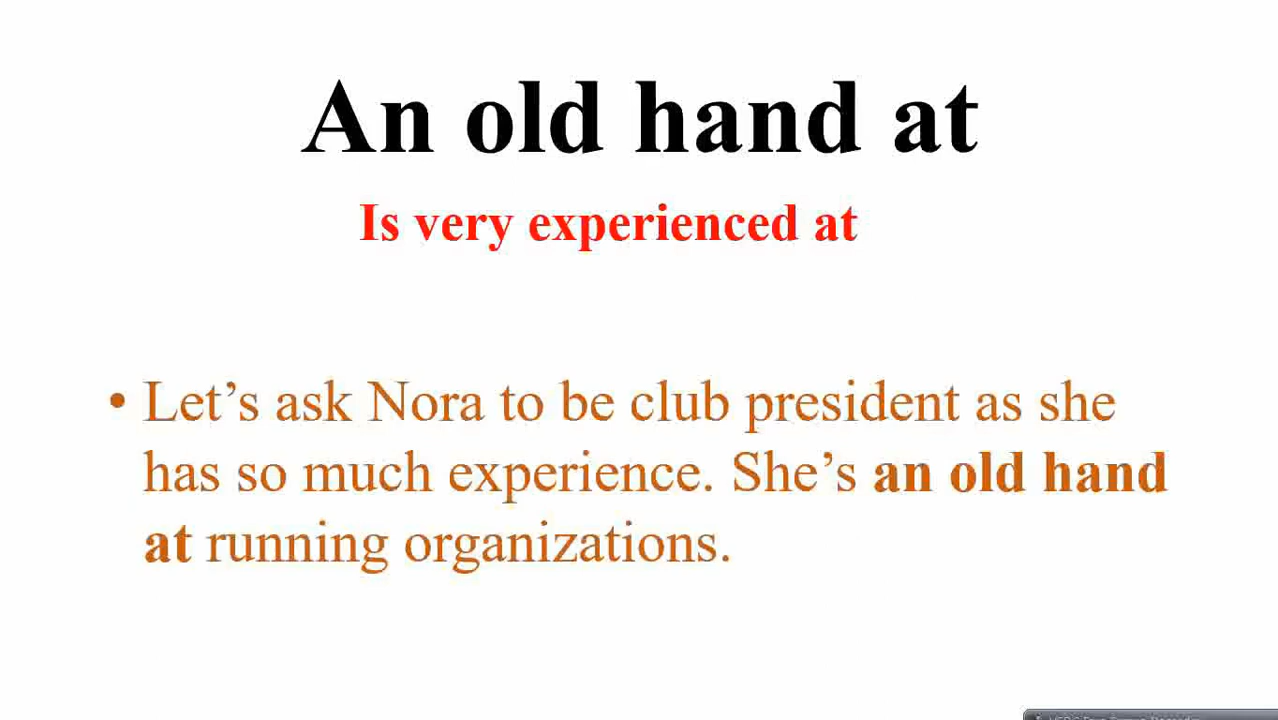 An old hand at
Is very experienced at
• Let’s ask Nora to be club president as she
has so much experience. She’s an old hand
at running organizations.